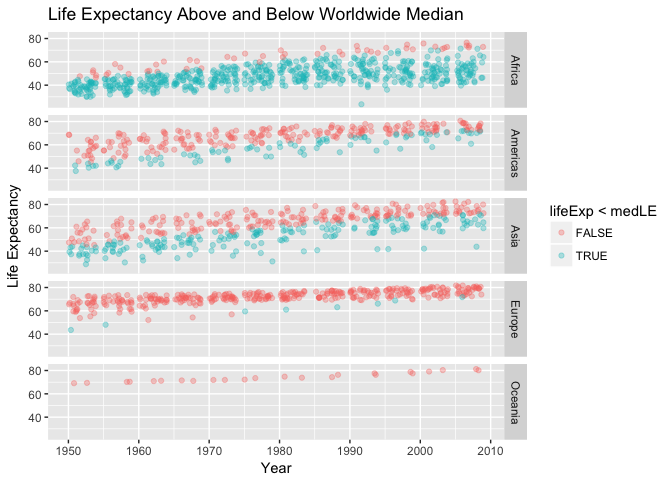 Life Expectancy Above and Below Worldwide Median
Life Expectancy
80
60
40
Africa
80
60
40
Americas
80
60
40
Asia
80
60
40
Europe
80
60
40
Oceania
1950
1960
1970
1980
1990
2000
2010
Year
lifeExp < medLE
FALSE
TRUE